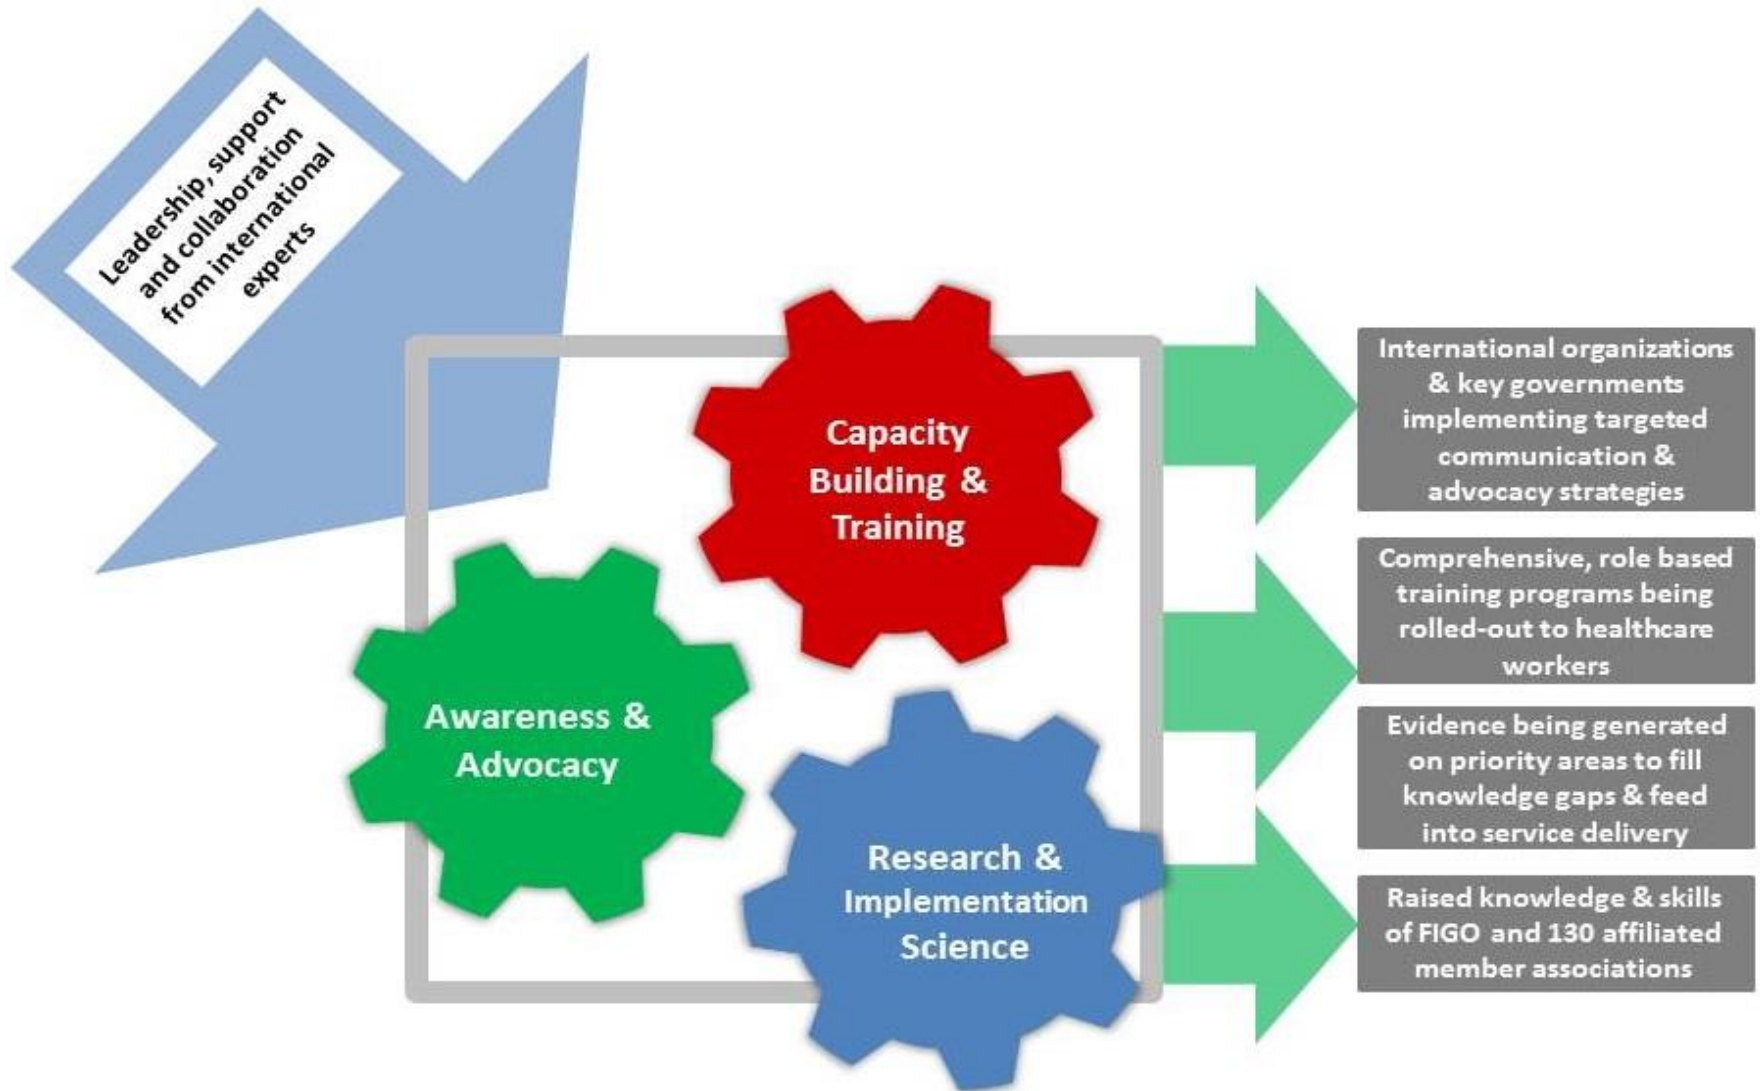 Leadership, support
and collaboration
from international
experts
Capacity
Building &
Training
Awareness &
Advocacy
Research &
Implementation
Science
International organizations
& key governments
implementing targeted
communication &
advocacy strategies
Comprehensive, role based
training programs being
rolled-out to healthcare
workers
Evidence being generated
on priority areas to fill
knowledge gaps & feed
into service delivery
Raised knowledge & skills
of FIGO and 130 affiliated
member associations